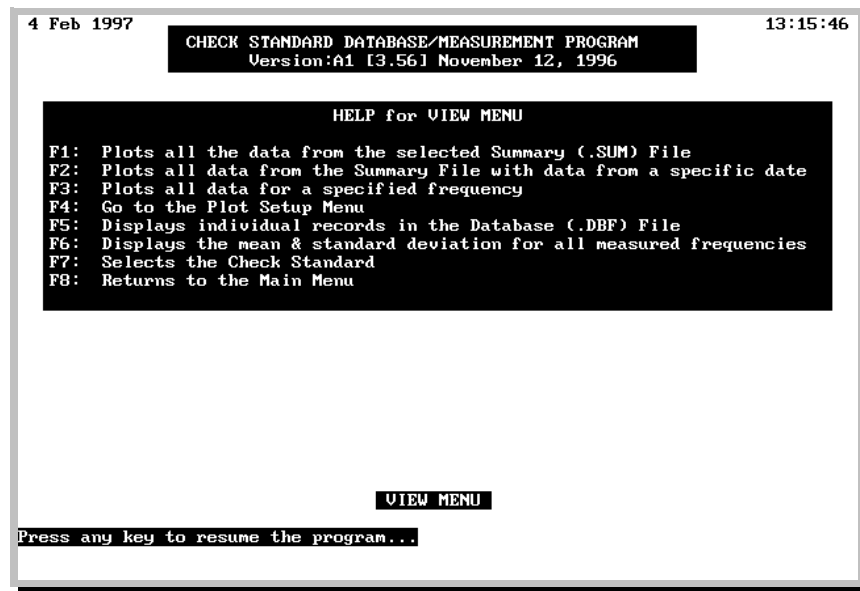 4 Feb 1997 13:15:46
CHECK STANDARD DATABASE/MEASUREMENT PROGRAM
Version:A1 [3.56] November 12, 1996
HELP for VIEW MENU
F1: Plots all the data from the selected Summary (.SUM) File
F2: Plots all data from the Summary File with data from a specific date
F3: Plots all data for a specified frequency
F4: Go to the Plot Setup Menu
F5: Displays individual records in the Database (.DBF) File
F6: Displays the mean & standard deviation for all measured frequencies
F7: Selects the Check Standard
F8: Returns to the Main Menu
VIEW MENU
Press any key to resume the program...